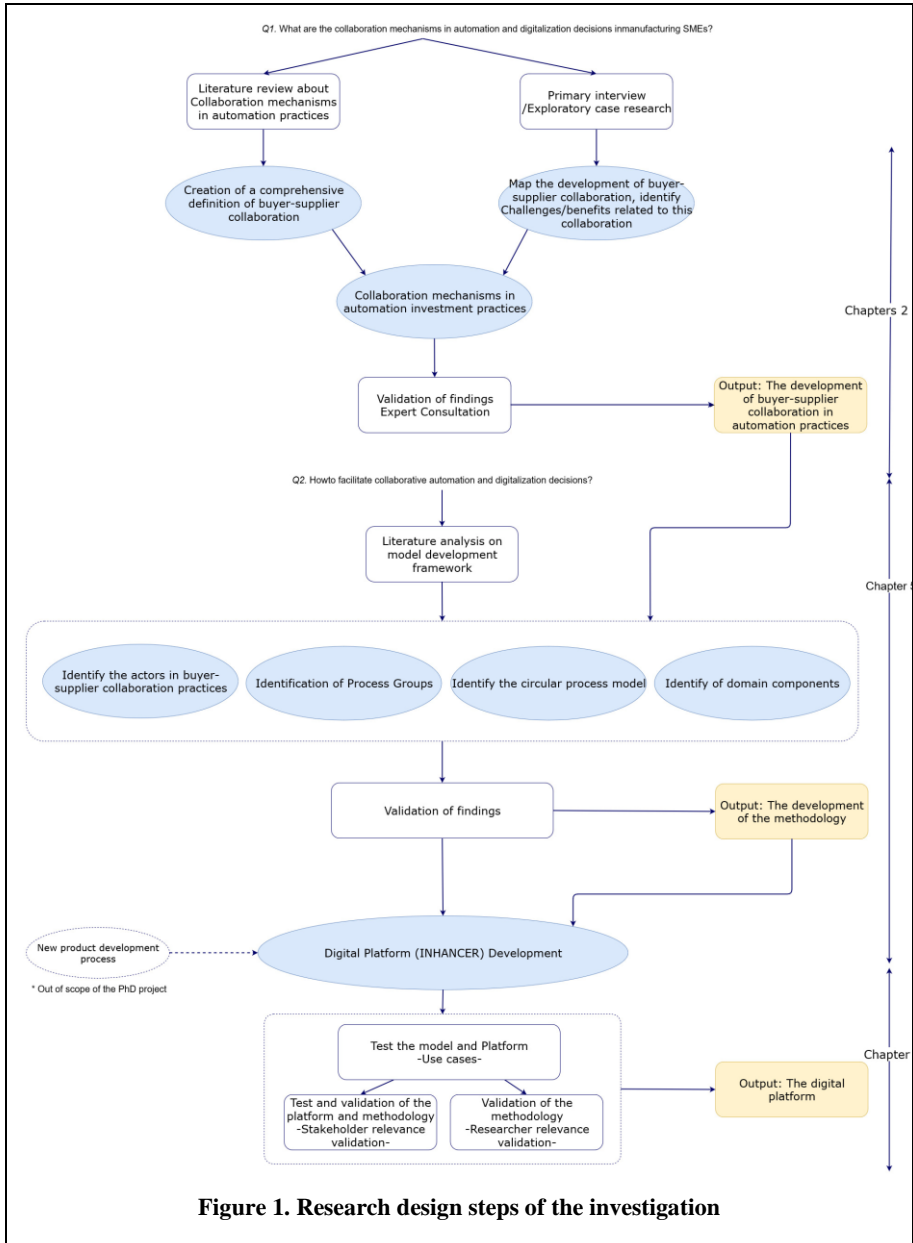 Q1. What are the collaboration mechanisms in automation and digitalization decisions inmanufacturing SMEs?
Literature review about
Collaboration mechanisms
in automation practices
Primary interview
/Exploratory case research
Creation of a comprehensive
definition of buyer-supplier
collaboration
Map the development of buyer-
supplier collaboration, identify
Challenges/benefits related to this
collaboration
Collaboration mechanisms in
automation investment practices
Chapters 2
Validation of findings
Expert Consultation
Output: The development
of buyer-supplier
collaboration in
automation practices
Q2. Howto facilitate collaborative automation and digitalization decisions?
Literature analysis on
model development
framework
Chapter
Identify the actors in buyer-
supplier collaboration practices
Identification of Process Groups
Identify the circular process model
Identify of domain components
Validation of findings
Output: The development
of the methodology
New product development
process
Digital Platform (INHANCER) Development
* Out of scope of the PhD project
Test the model and Platform
-Use cases-
Chapter
Test and validation of the
platform and methodology
-Stakeholder relevance
validation-
Validation of the
methodology
-Researcher relevance
validation-
Output: The digital
platform
Figure 1. Research design steps of the investigation